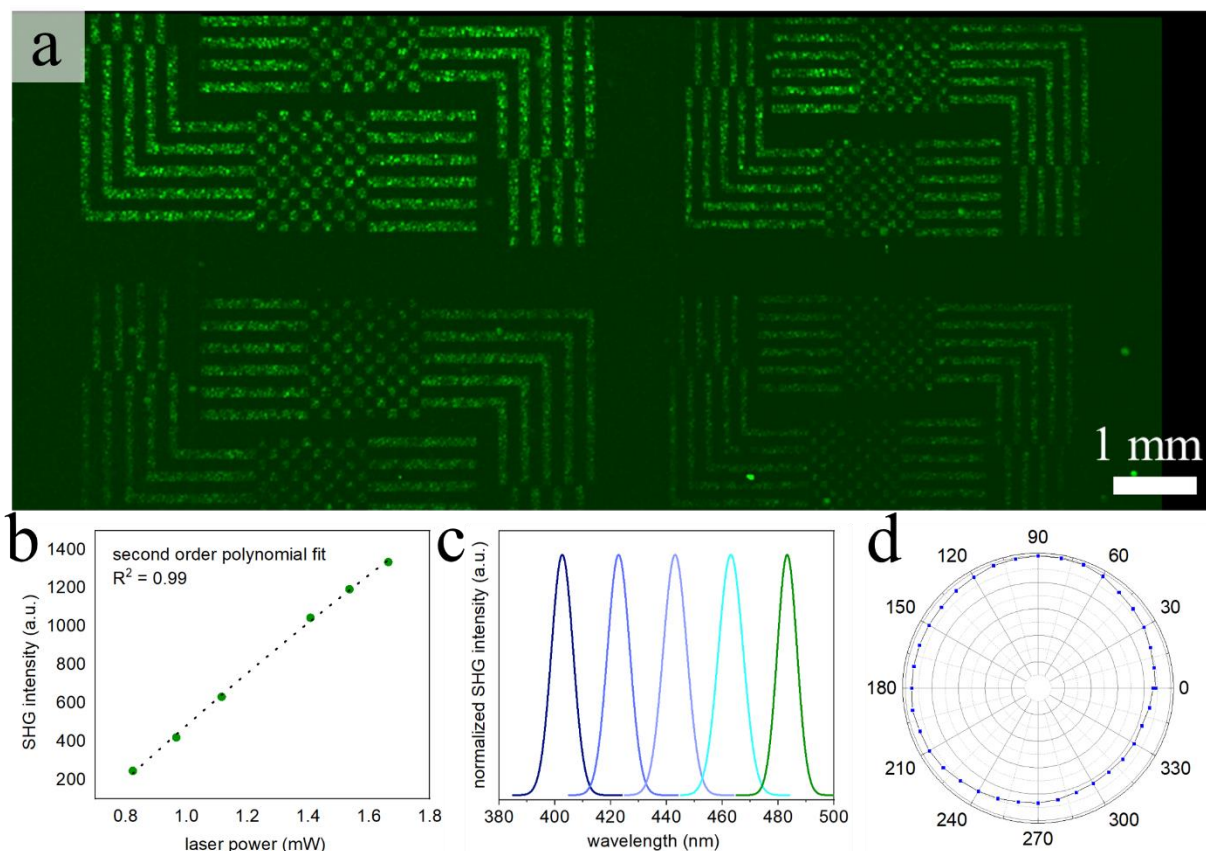 a
1 mm
b
second order polynomial fit
R² = 0.99
1400
1200
1000
800
600
400
200
0.8 1.0 1.2 1.4 1.6 1.8
SHG intensity (a.u.)
laser power (mW)
c
normalized SHG intensity (a.u.)
380 400 420 440 460 480 500
wavelength (nm)
d
90
120 60
150 30
180 0
210 330
240 300
270